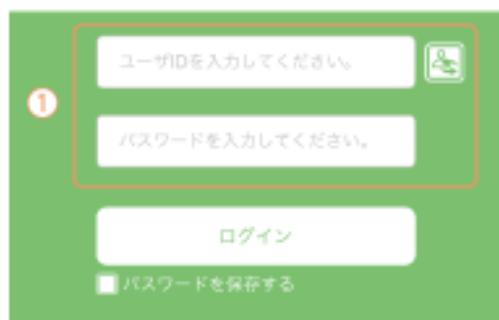 ユーザIDを入力してください。
1
パスワードを入力してください。
ログイン
パスワードを保存する